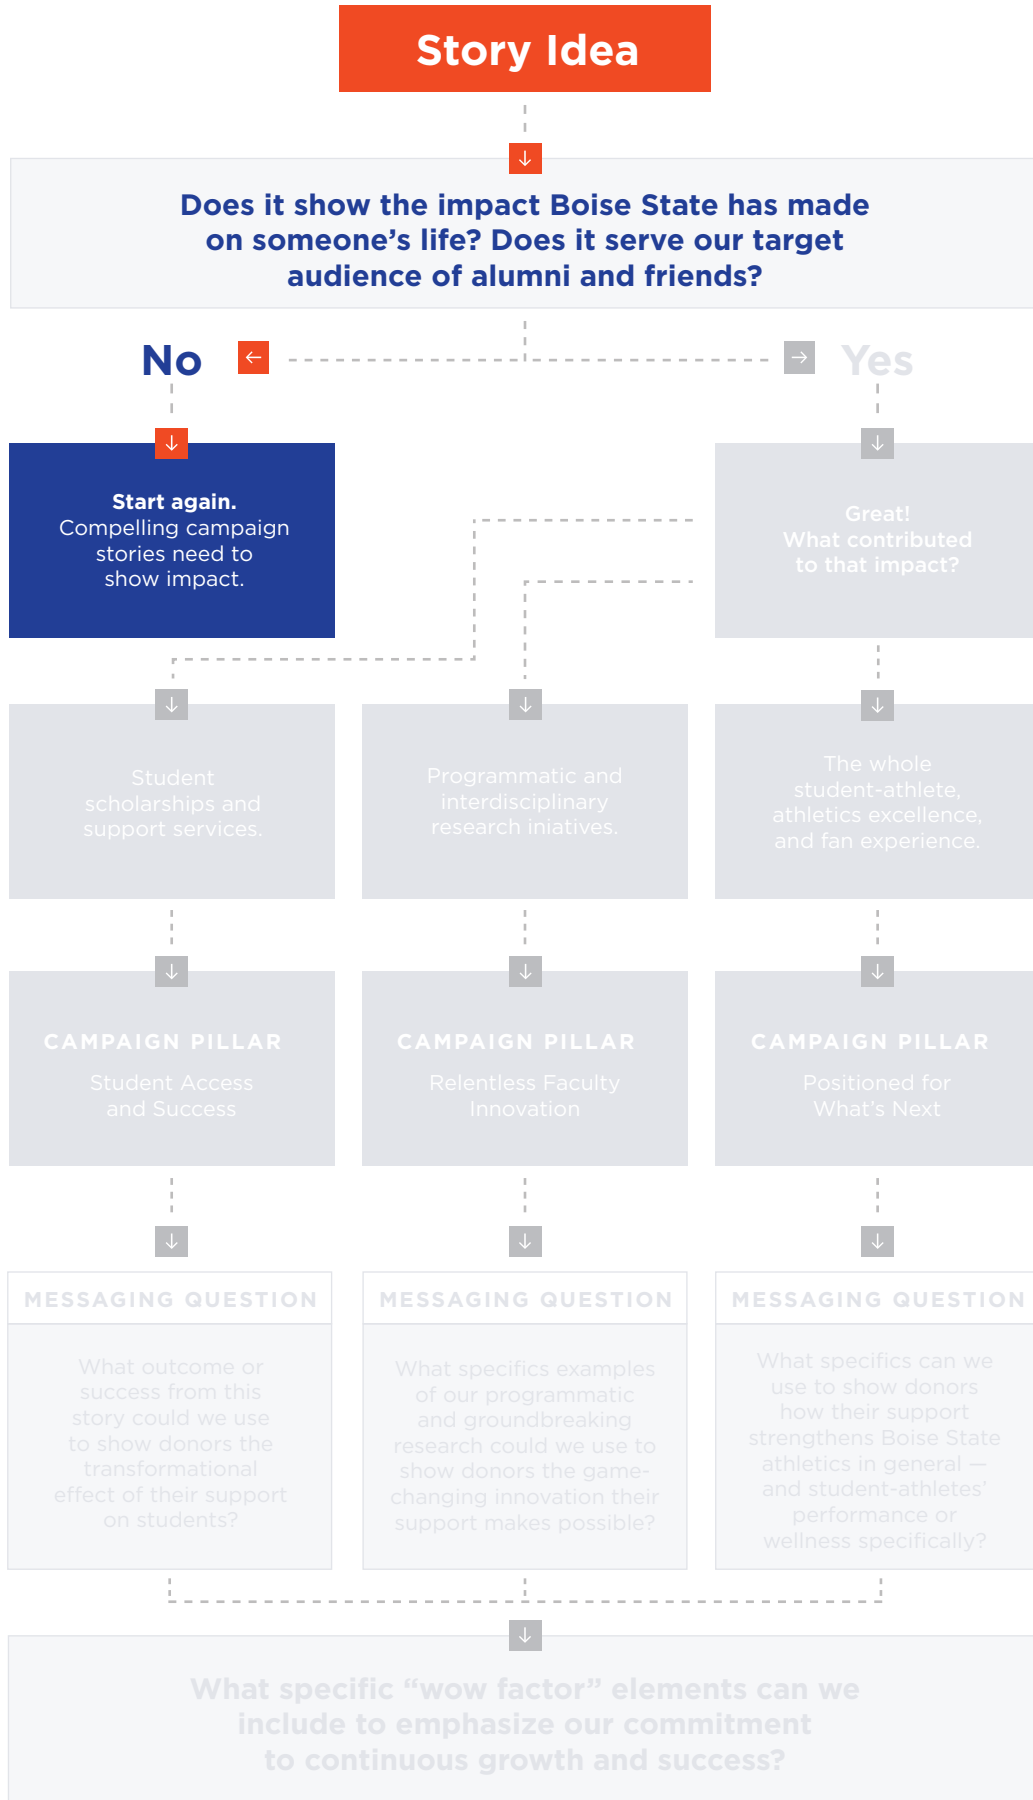 Story Idea
Does it show the impact Boise State has made
on someone's life? Does it serve our target
audience of alumni and friends?
No
Yes
Start again.
Compelling campaign
stories need to
show impact.
Great!
What contributed
to that impact?
Student
scholarships and
support services.
Programmatic and
interdisciplinary
research iniatives.
The whole
student-athlete,
athletics excellence,
and fan experience.
CAMPAIGN PILLAR
Student Access
and Success
CAMPAIGN PILLAR
Relentless Faculty
Innovation
CAMPAIGN PILLAR
Positioned for
What's Next
MESSAGING QUESTION
What outcome or
success from this
story could we use
to show donors the
transformational
effect of their support
on students?
MESSAGING QUESTION
What specifics examples
of our programmatic
and groundbreaking
research could we use to
show donors the game-
changing innovation their
support makes possible?
MESSAGING QUESTION
What specifics can we
use to show donors
how their support
strengthens Boise State
athletics in general —
and student-athletes'
performance or
wellness specifically?
What specific “wow factor” elements can we
include to emphasize our commitment
to continuous growth and success?